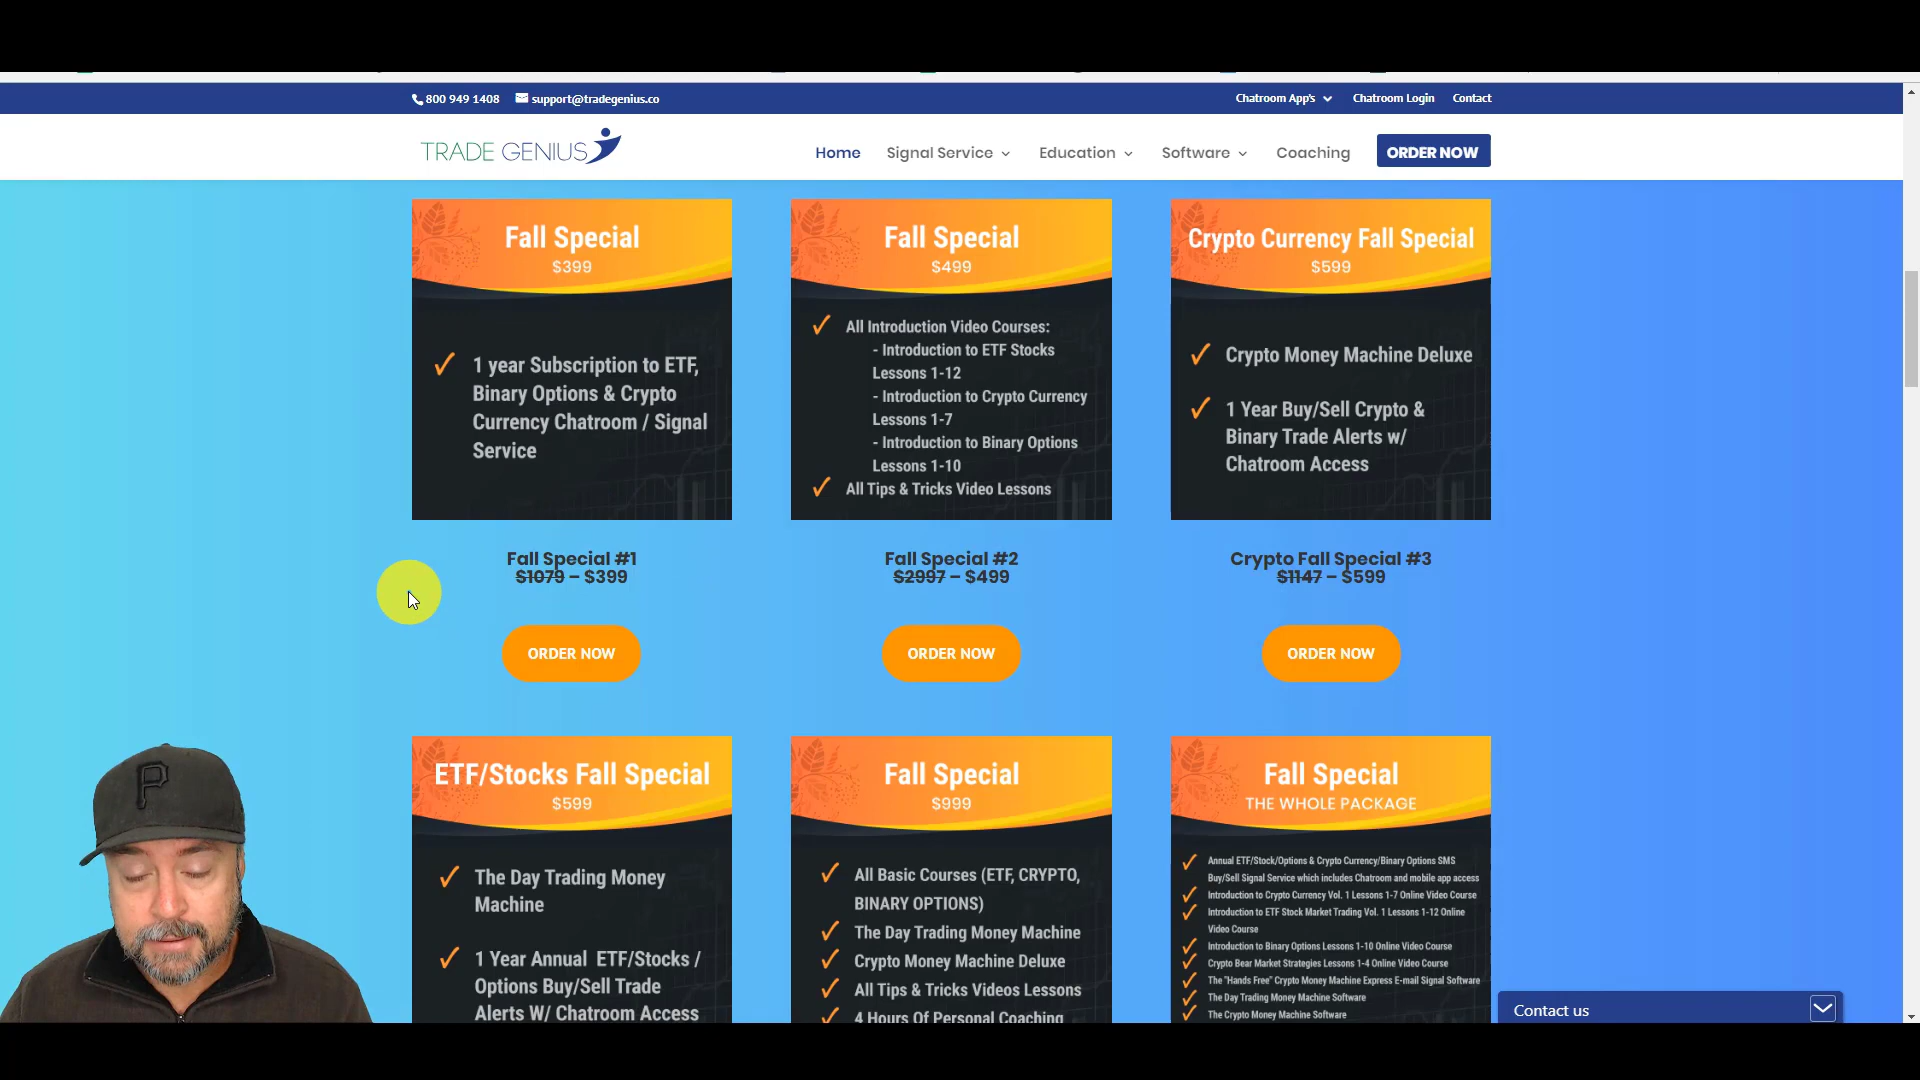 800 949 1408
support@tradegenius.co
Chatroom App's
Chatroom Login
Contact
TRADE GENIUS
Home
Signal Service
Education
Software
Coaching
ORDER NOW
Fall Special
$399
1 year Subscription to ETF,
Binary Options & Crypto
Currency Chatroom / Signal
Service
Fall Special #1
$1079 – $399
ORDER NOW
Fall Special
$499
All Introduction Video Courses:
- Introduction to ETF Stocks
Lessons 1-12
- Introduction to Crypto Currency
Lessons 1-7
- Introduction to Binary Options
Lessons 1-10
All Tips & Tricks Video Lessons
Fall Special #2
$2997 – $499
ORDER NOW
Crypto Currency Fall Special
$599
Crypto Money Machine Deluxe
1 Year Buy/Sell Crypto &
Binary Trade Alerts w/
Chatroom Access
Crypto Fall Special #3
$1147 – $599
ORDER NOW
ETF/Stocks Fall Special
$599
The Day Trading Money
Machine
1 Year Annual ETF/Stocks /
Options Buy/Sell Trade
Alerts W/ Chatroom Access
Fall Special
$999
All Basic Courses (ETF, CRYPTO,
BINARY OPTIONS)
The Day Trading Money Machine
Crypto Money Machine Deluxe
All Tips & Tricks Videos Lessons
4 Hours Of Personal Coaching
Fall Special
THE WHOLE PACKAGE
Annual ETF/Stock/Options & Crypto Currency/Binary Options SMS
Buy/Sell Signal Service which includes Chatroom and mobile app access
Introduction to Crypto Currency Vol. 1 Lessons 1-7 Online Video Course
Introduction to ETF Stock Market Trading Vol. 1 Lessons 1-12 Online
Video Course
Introduction to Binary Options Lessons 1-10 Online Video Course
Crypto Bear Market Strategies Lessons 1-4 Online Video Course
The "Hands Free" Crypto Money Machine Express E-mail Signal Software
The Day Trading Money Machine Software
The Crypto Money Machine Software
Contact us
P